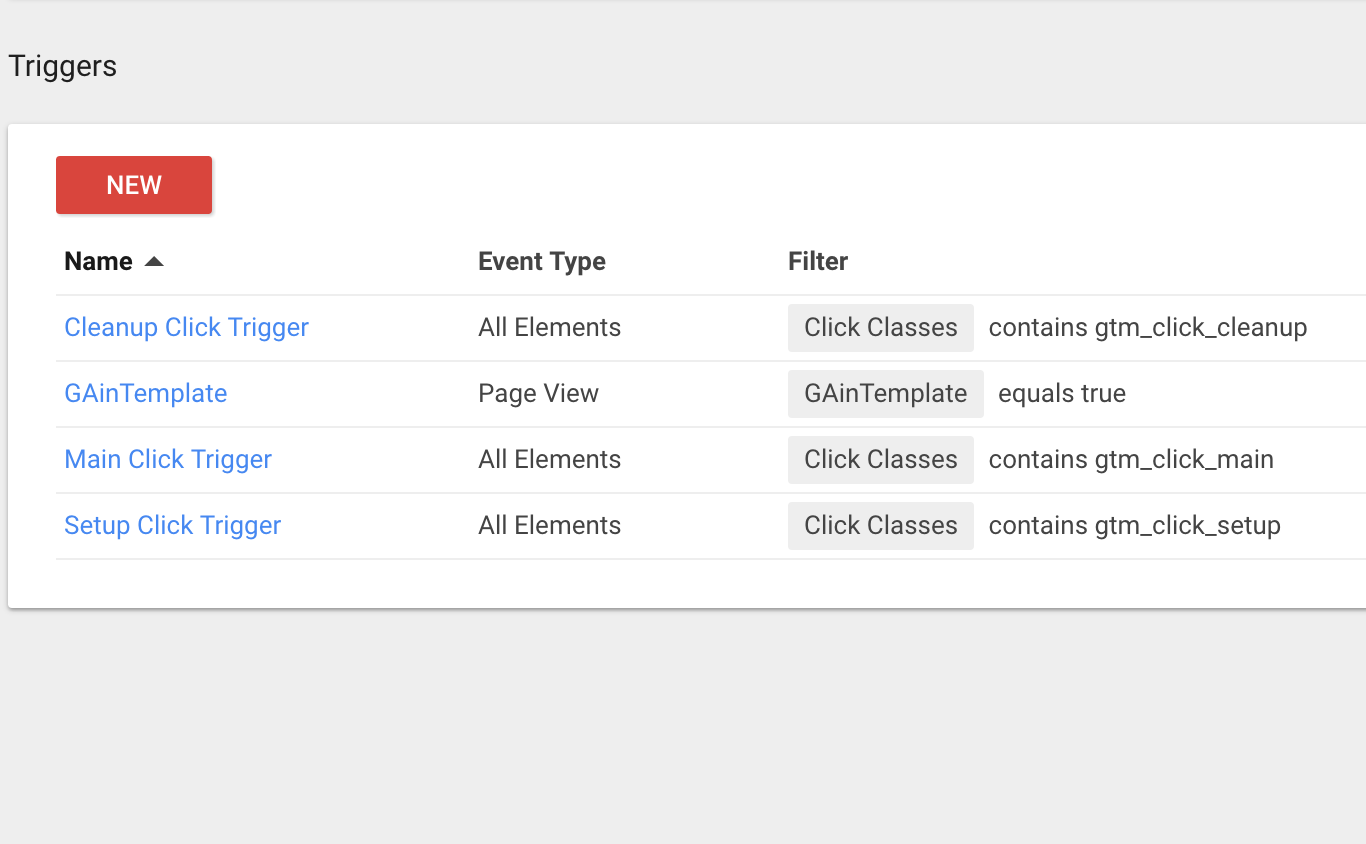 Triggers
NEW
Name Event Type Filter
Cleanup Click Trigger All Elements Click Classes contains gtm_click_cleanup
GAinTemplate Page View GAinTemplate equals true
Main Click Trigger All Elements Click Classes contains gtm_click_main
Setup Click Trigger All Elements Click Classes contains gtm_click_setup